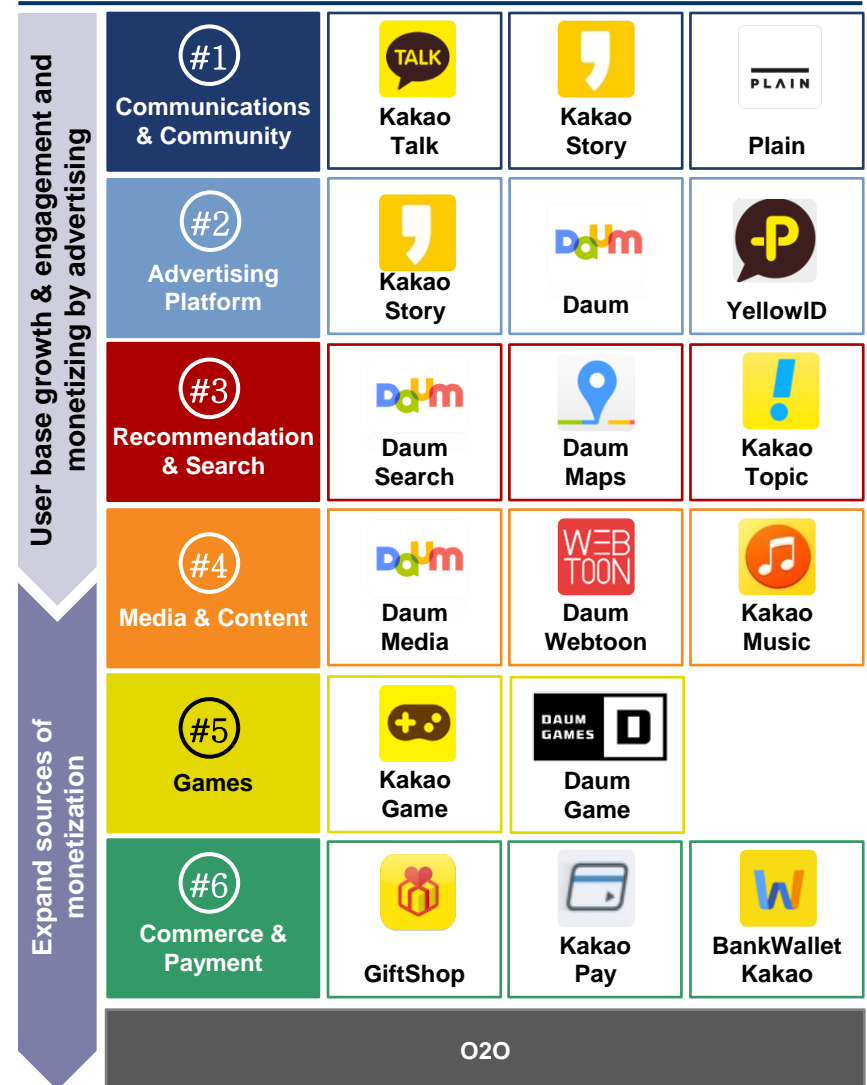 User base growth & engagement and
monetizing by advertising
#1
Communications
& Community
TALK
Kakao
Talk
Kakao
Story
PLAIN
Plain
#2
Advertising
Platform
Kakao
Story
Daum
Daum
P
YellowID
#3
Recommendation
& Search
Daum
Daum
Search
Daum
Maps
Kakao
Topic
#4
Media & Content
Daum
Daum
Media
WEB
TOON
Daum
Webtoon
Kakao
Music
Expand sources of
monetization
#5
Games
Kakao
Game
DAUM
GAMES
D
Daum
Game
#6
Commerce &
Payment
GiftShop
Kakao
Pay
W
BankWallet
Kakao
O2O